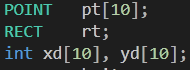 POINT   pt[10];
RECT    rt;
int xd[10], yd[10];